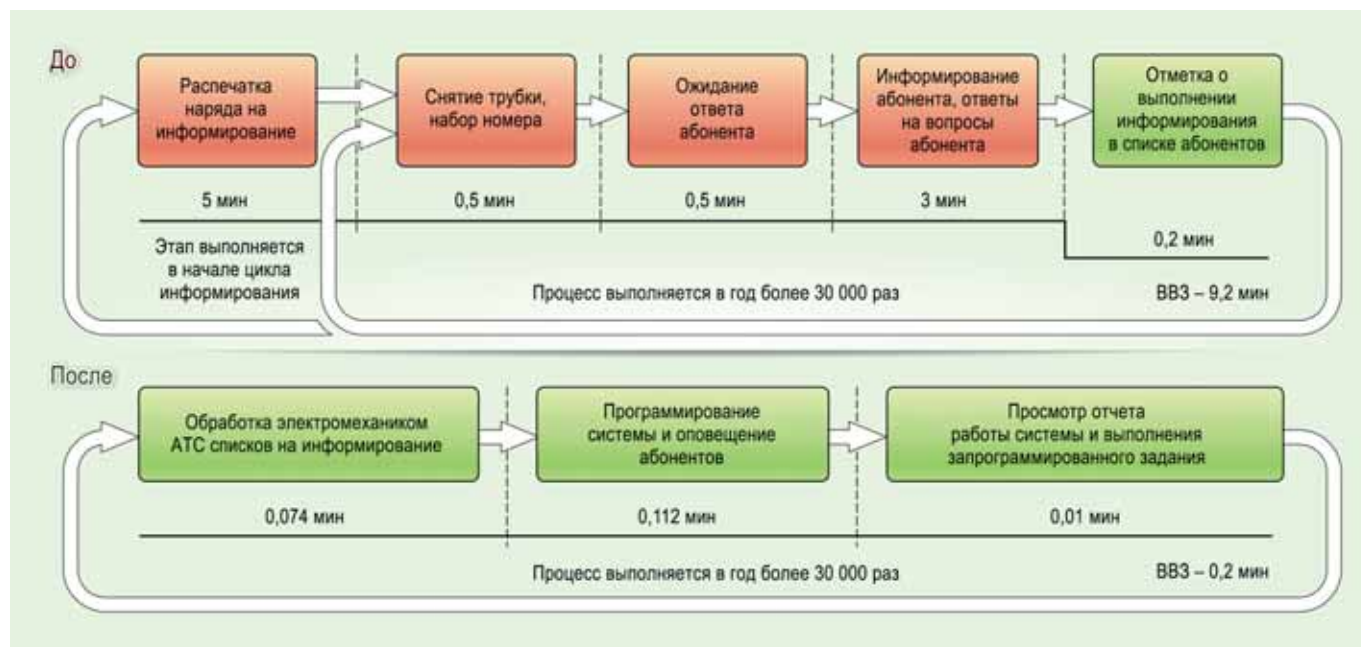 До
Распечатка
наряда на
информирование
Снятие трубки,
набор номера
Ожидание
ответа
абонента
Информирование
абонента, ответы
на вопросы
абонента
Отметка о
выполнении
информирования
в списке абонентов
5 мин
0,5 мин
0,5 мин
3 мин
0,2 мин
Этап выполняется
в начале цикла
информирования
Процесс выполняется в год более 30 000 раз
ВВЗ – 9,2 мин
После
Обработка электромехаником
АТС списков на информирование
Программирование
системы и оповещение
абонентов
Просмотр отчета
работы системы и выполнения
запрограммированного задания
0,074 мин
0,112 мин
0,01 мин
Процесс выполняется в год более 30 000 раз
ВВЗ – 0,2 мин